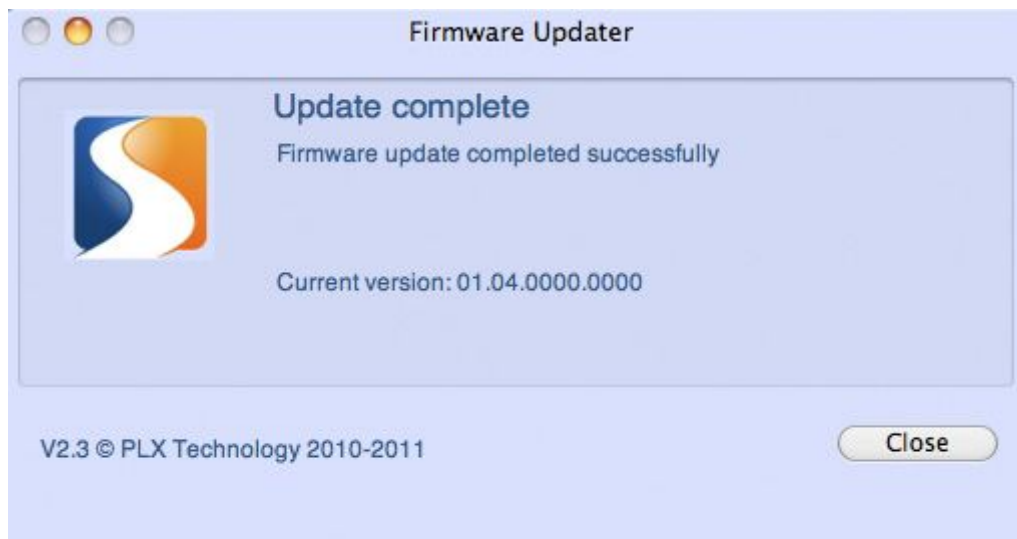 Firmware Updater
Update complete
Firmware update completed successfully
Current version: 01.04.0000.0000
V2.3 © PLX Technology 2010-2011
Close